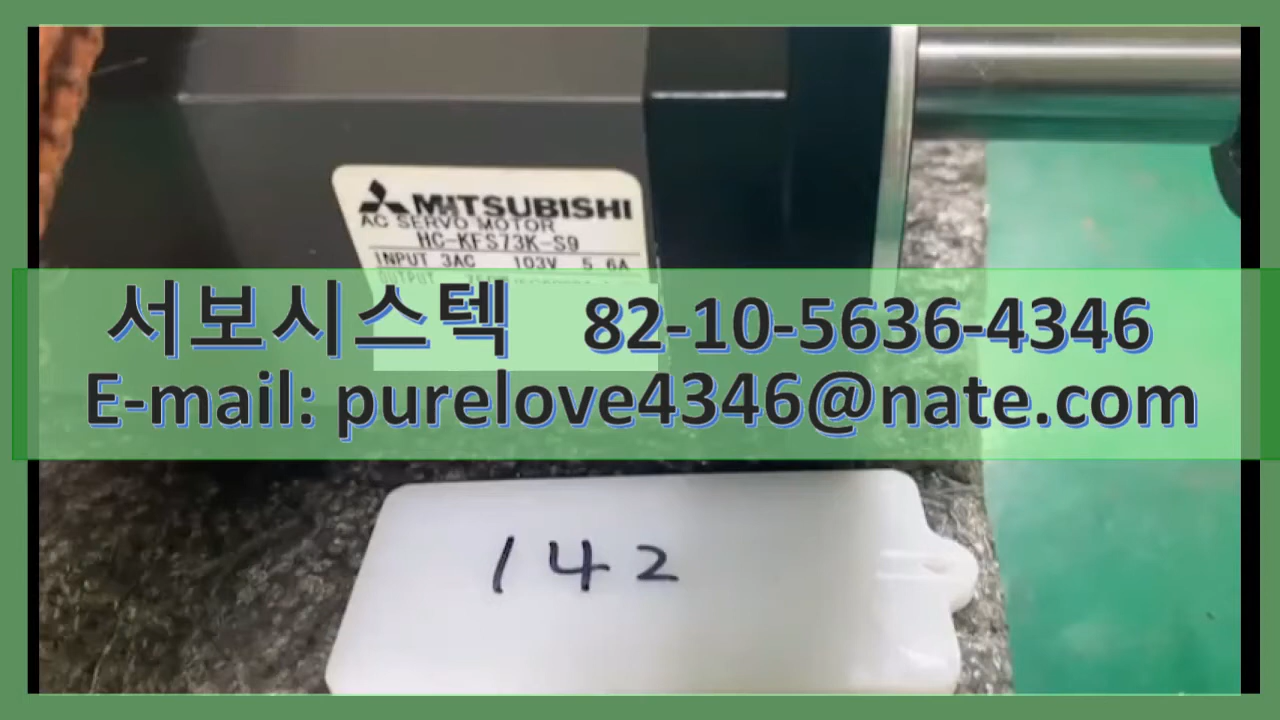 MITSUBISHI
AC SERVO MOTOR
HC-KFS73K-S9
INPUT 3AC 103V 5.6A
OUTPUT
서보시스텍 82-10-5636-4346
E-mail: purelove4346@nate.com
142